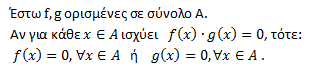 Έστω f,g ορισμένες σε σύνολο Α.
Αν για κάθε x ∈ A ισχύει f(x) · g(x) = 0, τότε:
f(x) = 0, ∀x ∈ A ή g(x) = 0, ∀x ∈ A .